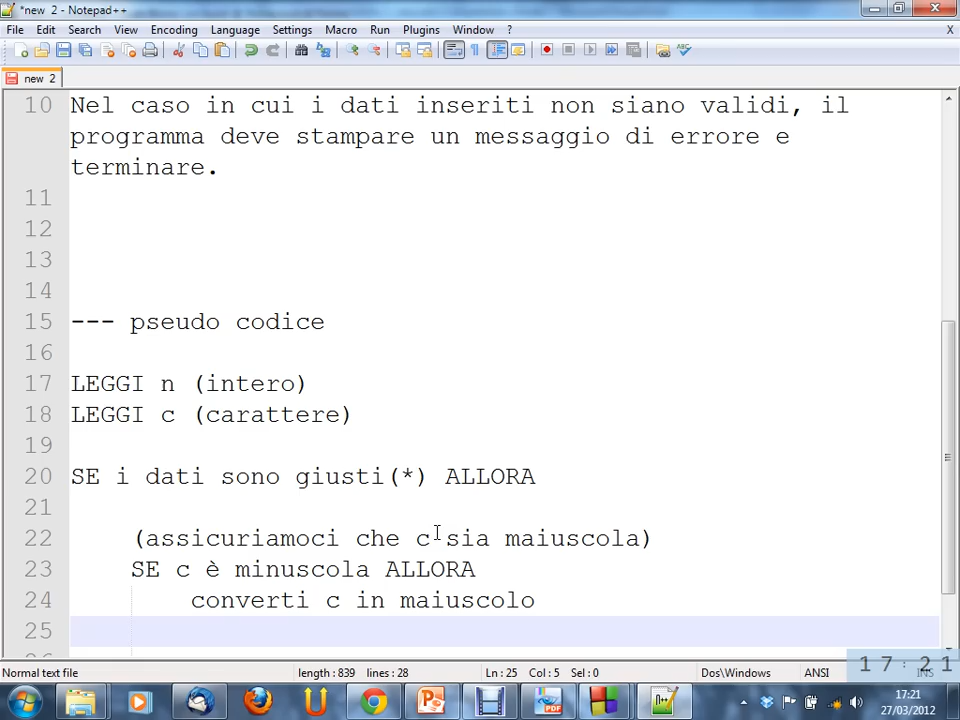 *new 2 - Notepad++
File Edit Search View Encoding Language Settings Macro Run Plugins Window ? X
new 2
10 Nel caso in cui i dati inseriti non siano validi, il
programma deve stampare un messaggio di errore e
terminare.
11
12
13
14
15 --- pseudo codice
16
17 LEGGI n (intero)
18 LEGGI c (carattere)
19
20 SE i dati sono giusti(*) ALLORA
21
22 (assicuriamoci che c sia maiuscola)
23 SE c è minuscola ALLORA
24 converti c in maiuscolo
25
Normal text file length : 839 lines : 28 Ln : 25 Col : 5 Sel : 0 Dos\Windows ANSI INS
17:21
17:21
27/03/2012